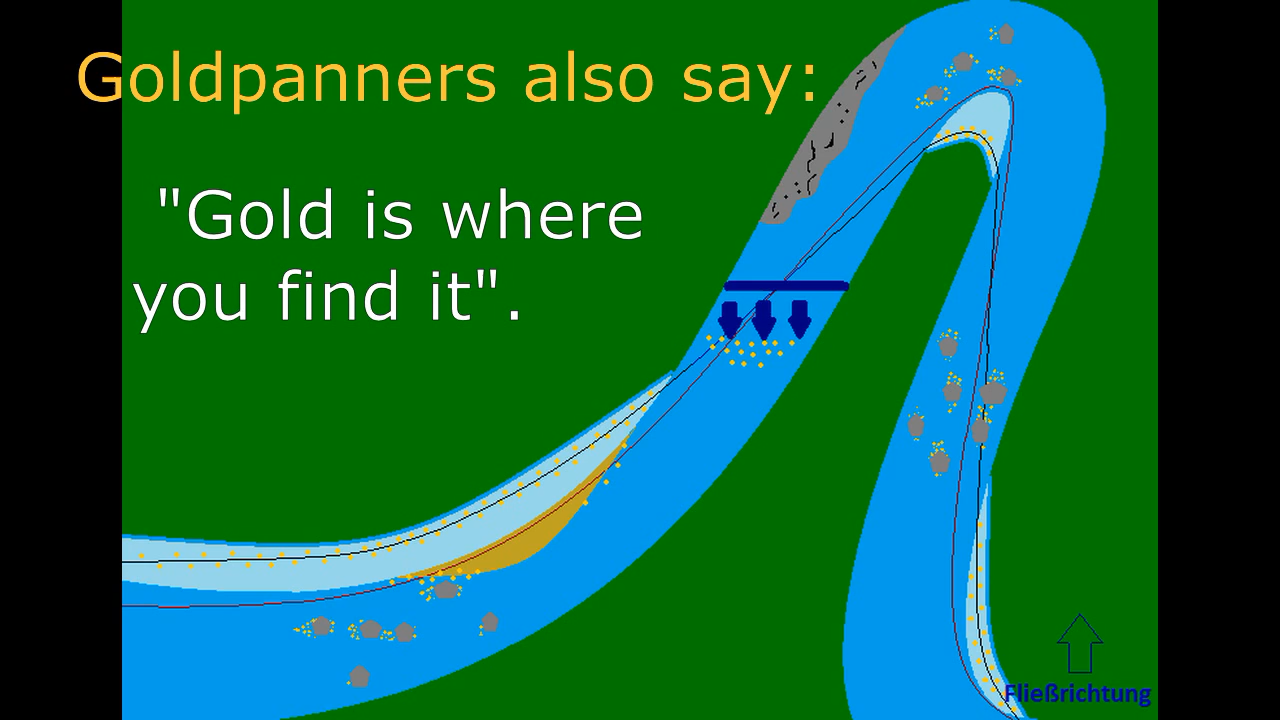 Goldpanners also say:
"Gold is where
you find it".
Fließrichtung